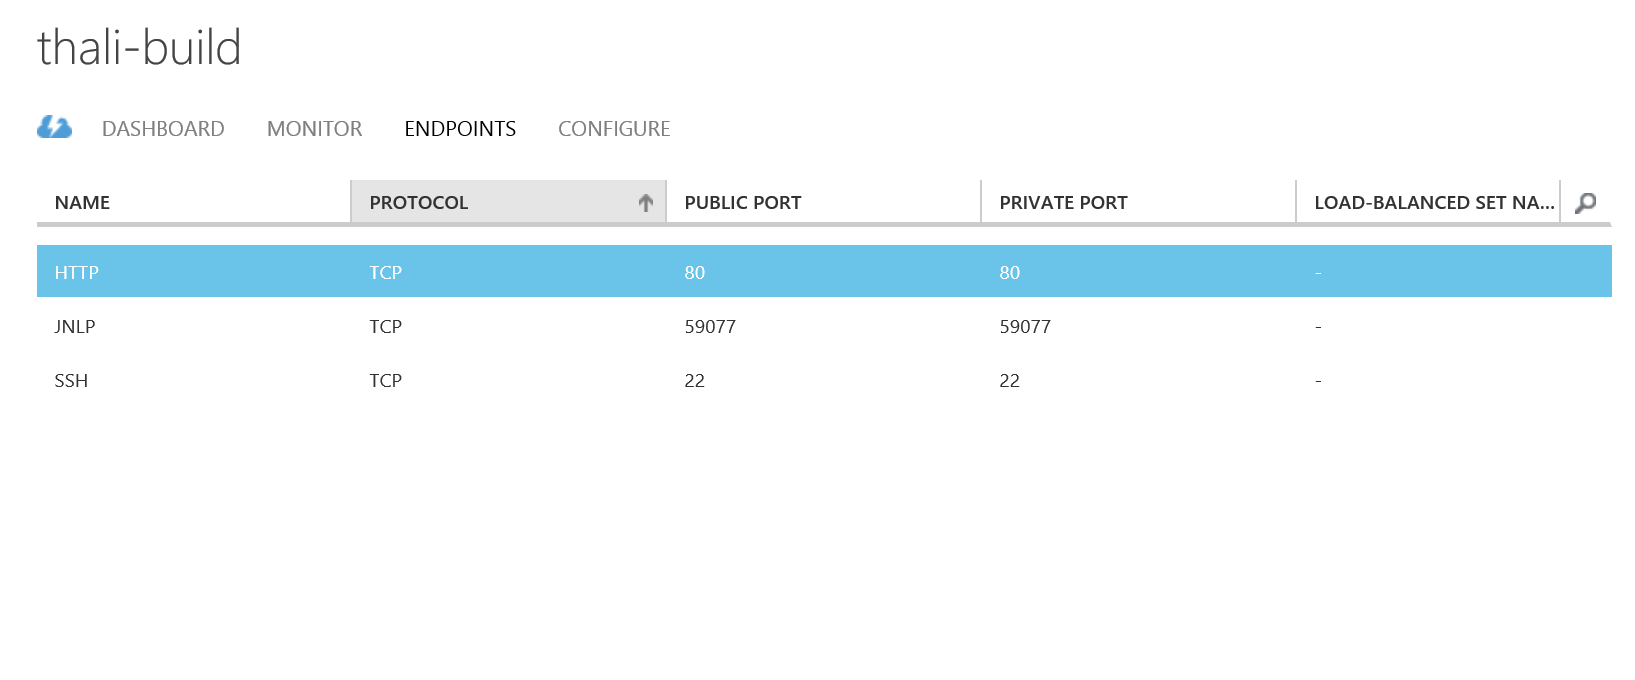 thali-build
DASHBOARD MONITOR ENDPOINTS CONFIGURE
NAME PROTOCOL PUBLIC PORT PRIVATE PORT LOAD-BALANCED SET NA...
HTTP TCP 80 80 -
JNLP TCP 59077 59077 -
SSH TCP 22 22 -